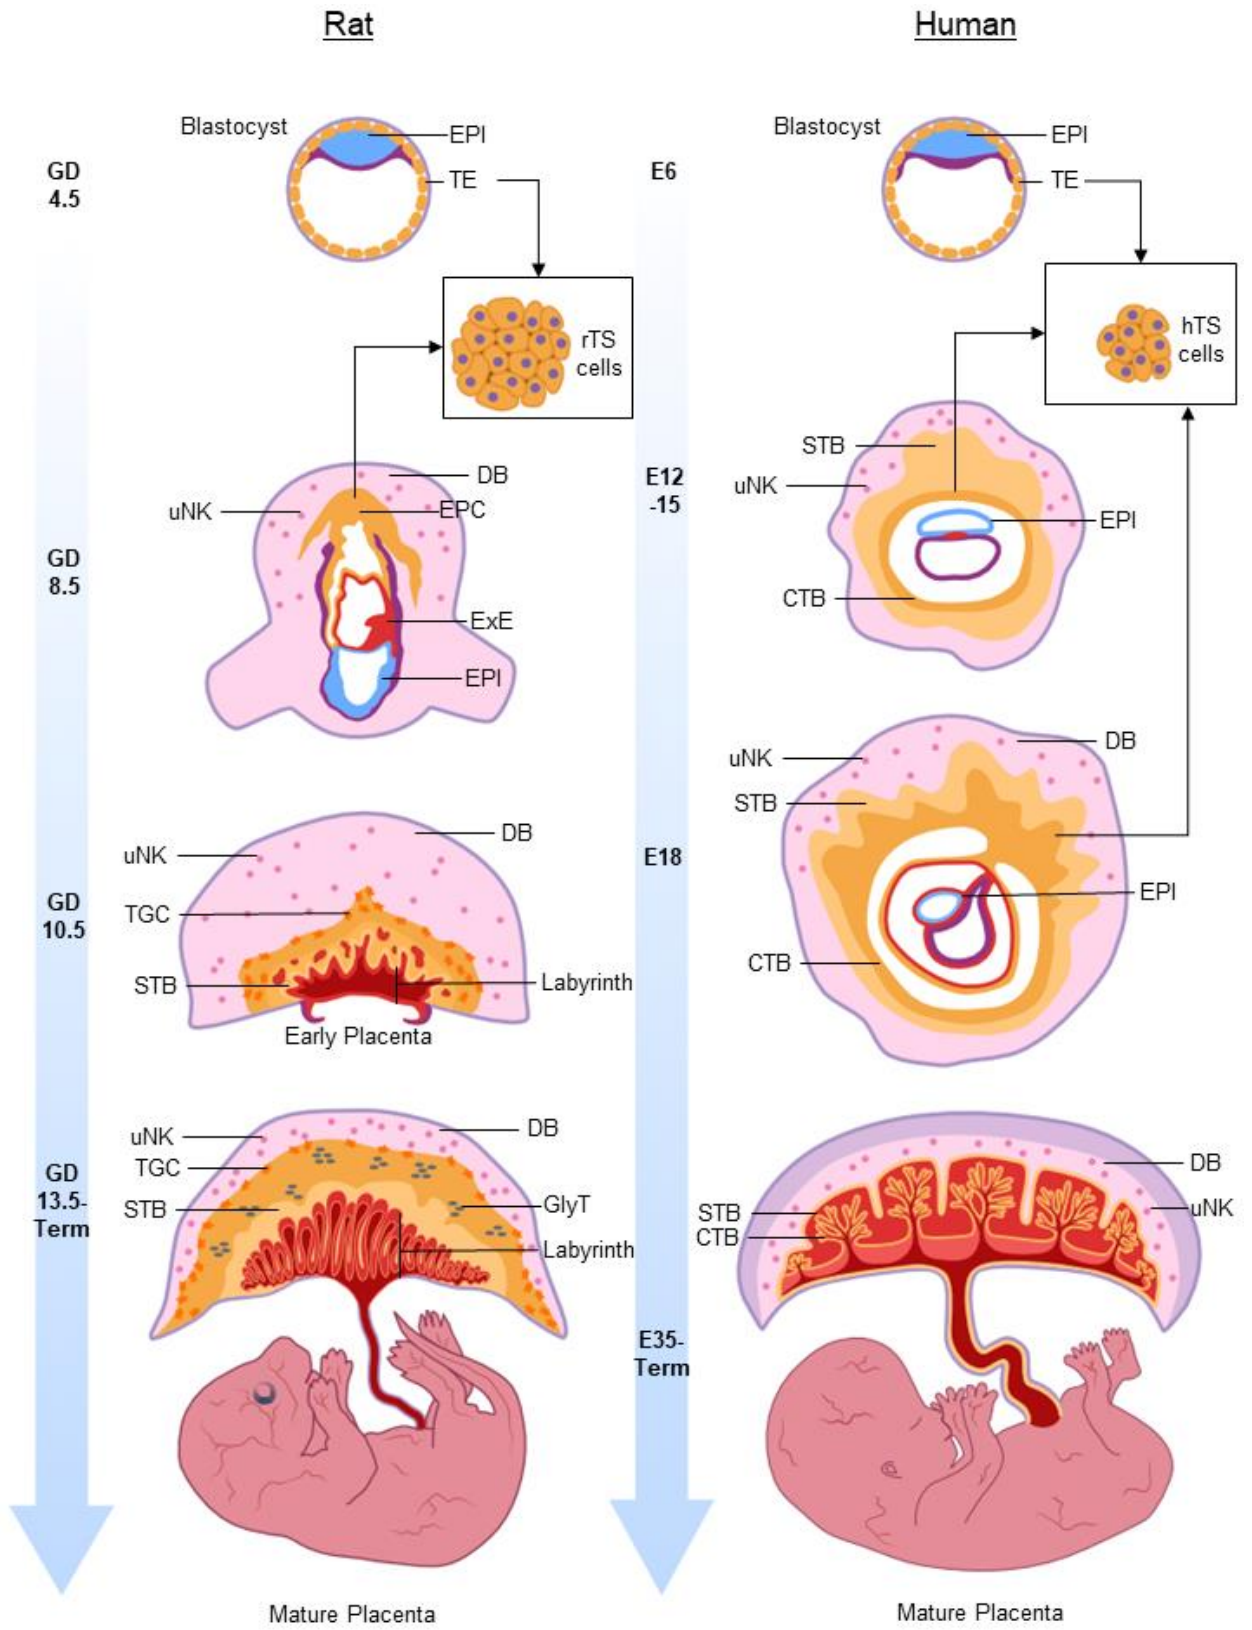 Rat
Human
Blastocyst
EPI
GD
4.5
TE
rTS
cells
DB
uNK
EPC
GD
8.5
ExE
EPI
DB
uNK
GD
10.5
TGC
STB
Labyrinth
Early Placenta
DB
uNK
TGC
GD
13.5-
Term
STB
GlyT
Labyrinth
Mature Placenta
Blastocyst
EPI
E6
TE
hTS
cells
STB
E12
-15
uNK
EPI
CTB
DB
uNK
STB
E18
EPI
CTB
DB
uNK
STB
CTB
E35-
Term
Mature Placenta